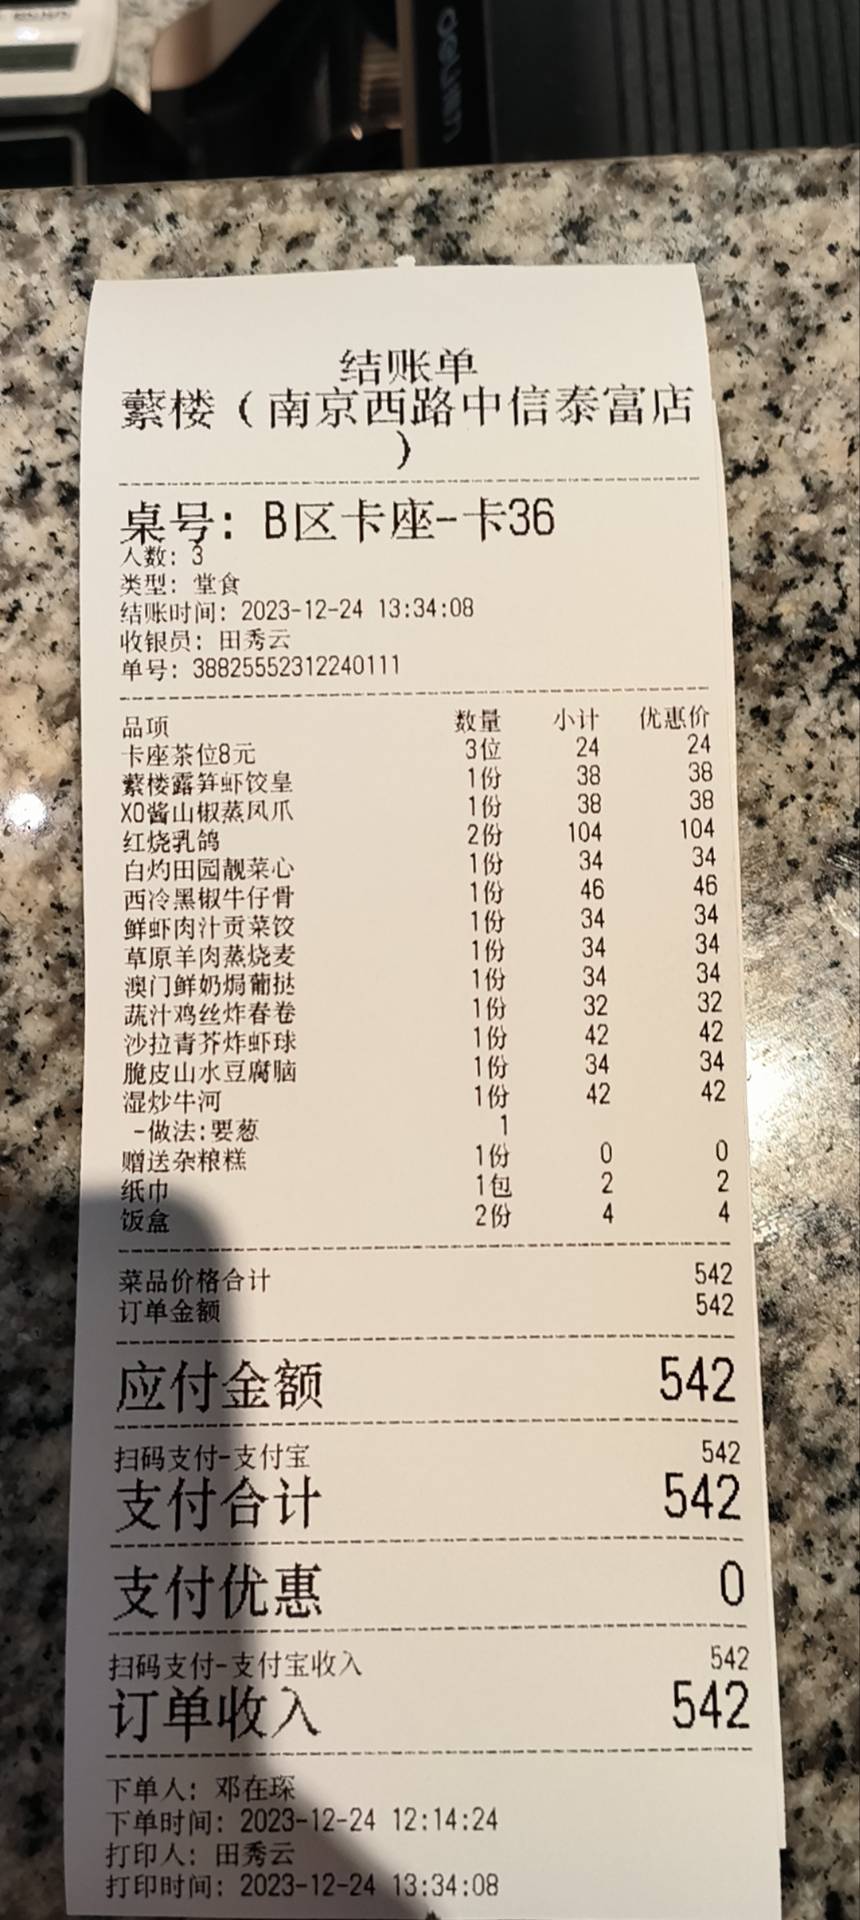 deli
结账单
蘩楼（南京西路中信泰富店
）
桌号: B区卡座-卡36
人数: 3
类型: 堂食
结账时间: 2023-12-24 13:34:08
收银员: 田秀云
单号: 38825552312240111
品项 数量 小计 优惠价
卡座茶位8元 3位 24 24
蘩楼露笋虾饺皇 1份 38 38
XO酱山椒蒸凤爪 1份 38 38
红烧乳鸽 2份 104 104
白灼田园靓菜心 1份 34 34
西冷黑椒牛仔骨 1份 46 46
鲜虾肉汁贡菜饺 1份 34 34
草原羊肉蒸烧麦 1份 34 34
澳门鲜奶焗葡挞 1份 34 34
蔬汁鸡丝炸春卷 1份 32 32
沙拉青芥炸虾球 1份 42 42
脆皮山水豆腐脑 1份 34 34
湿炒牛河 1份 42 42
-做法:要葱 1
赠送杂粮糕 1份 0 0
纸巾 1包 2 2
饭盒 2份 4 4
菜品价格合计 542
订单金额 542
应付金额 542
扫码支付-支付宝 542
支付合计 542
支付优惠 0
扫码支付-支付宝收入 542
订单收入 542
下单人: 邓在琛
下单时间: 2023-12-24 12:14:24
打印人: 田秀云
打印时间: 2023-12-24 13:34:08